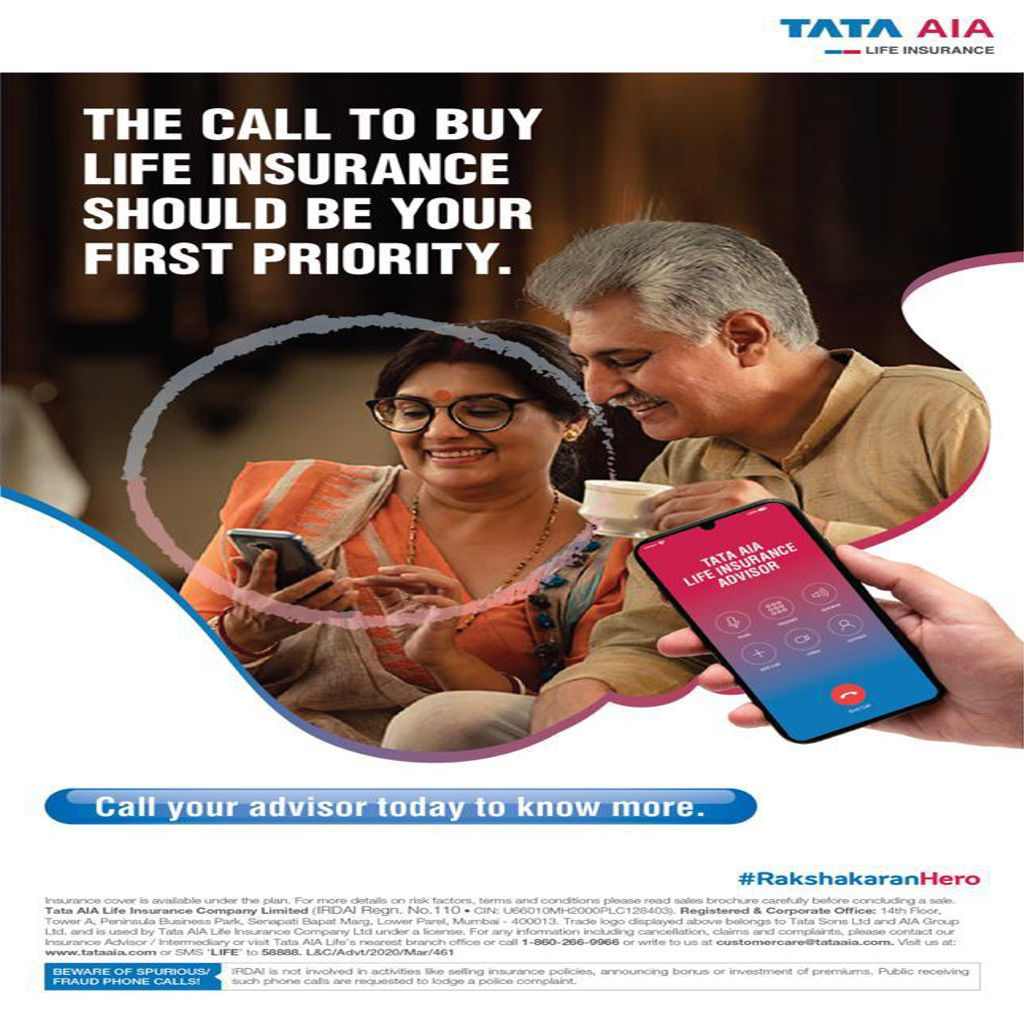 TATA AIA
LIFE INSURANCE
THE CALL TO BUY
LIFE INSURANCE
SHOULD BE YOUR
FIRST PRIORITY.
TATA AIA
LIFE INSURANCE
ADVISOR
End Call
Call your advisor today to know more.
#RakshakaranHero
Insurance cover is available under the plan. For more details on risk factors, terms and conditions please read sales brochure carefully before concluding a sale.
Tata AIA Life Insurance Company Limited (IRDAI Regn. No.110 • CIN: U66010MH2000PLC128403). Registered & Corporate Office: 14th Floor,
Tower A, Peninsula Business Park, Senapati Bapat Marg, Lower Parel, Mumbai - 400013. Trade logo displayed above belongs to Tata Sons Ltd and AIA Group
Ltd. and is used by Tata AIA Life Insurance Company Ltd under a license. For any information including cancellation, claims and complaints, please contact our
Insurance Advisor / Intermediary or visit Tata AIA Life's nearest branch office or call 1-860-266-9966 or write to us at customercare@tataaia.com. Visit us at:
www.tataaia.com or SMS 'LIFE' to 58888. L&C/Advt/2020/Mar/461
BEWARE OF SPURIOUS/
FRAUD PHONE CALLS!
IRDAI is not involved in activities like selling insurance policies, announcing bonus or investment of premiums. Public receiving
such phone calls are requested to lodge a police complaint.